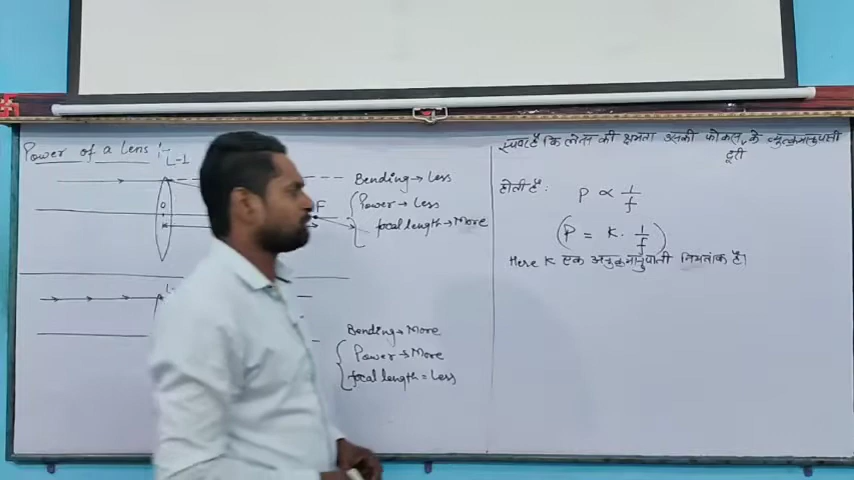 Power of a Lens :-
L-1
O
F
Bending → Less
Power → Less
focal length → More
Bending → More
Power → More
focal length = Less
स्पष्ट है कि लेन्स की क्षमता उसकी फोकस दूरी के व्युत्क्रमानुपाती
होती है :
P ∝ 1/f
(P = K · 1/f)
Here K एक अनुक्रमानुपाती नियतांक है।